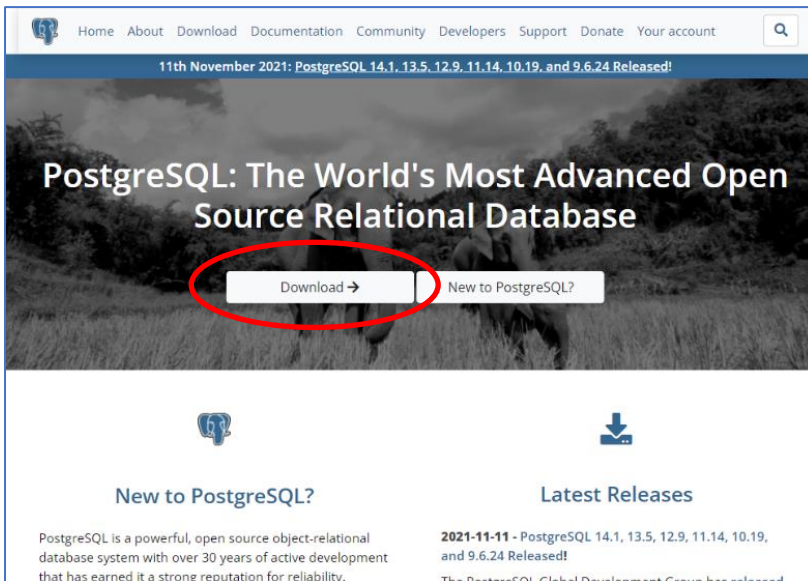 Home About Download Documentation Community Developers Support Donate Your account
11th November 2021: PostgreSQL 14.1, 13.5, 12.9, 11.14, 10.19, and 9.6.24 Released!
PostgreSQL: The World's Most Advanced Open
Source Relational Database
Download →
New to PostgreSQL?
New to PostgreSQL?
PostgreSQL is a powerful, open source object-relational
database system with over 30 years of active development
that has earned it a strong reputation for reliability,
Latest Releases
2021-11-11 - PostgreSQL 14.1, 13.5, 12.9, 11.14, 10.19,
and 9.6.24 Released!
The PostgreSQL Global Development Group has released